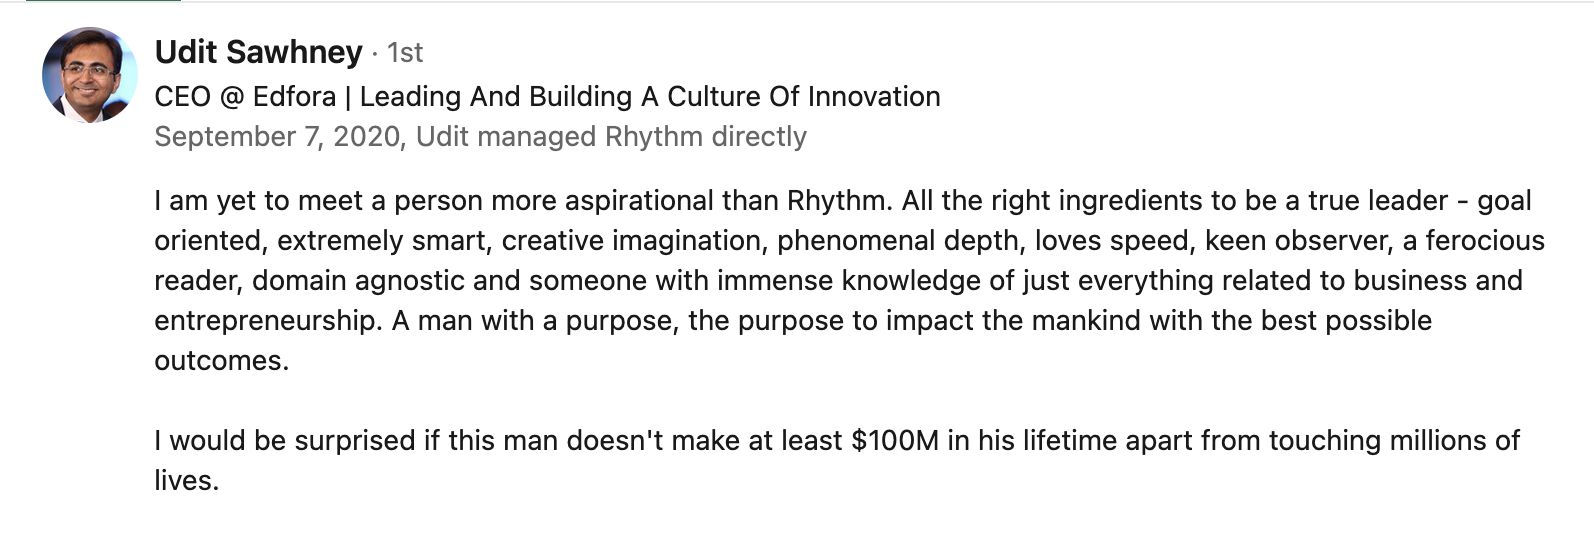 Udit Sawhney · 1st
CEO @ Edfora | Leading And Building A Culture Of Innovation
September 7, 2020, Udit managed Rhythm directly
I am yet to meet a person more aspirational than Rhythm. All the right ingredients to be a true leader - goal
oriented, extremely smart, creative imagination, phenomenal depth, loves speed, keen observer, a ferocious
reader, domain agnostic and someone with immense knowledge of just everything related to business and
entrepreneurship. A man with a purpose, the purpose to impact the mankind with the best possible
outcomes.
I would be surprised if this man doesn't make at least $100M in his lifetime apart from touching millions of
lives.